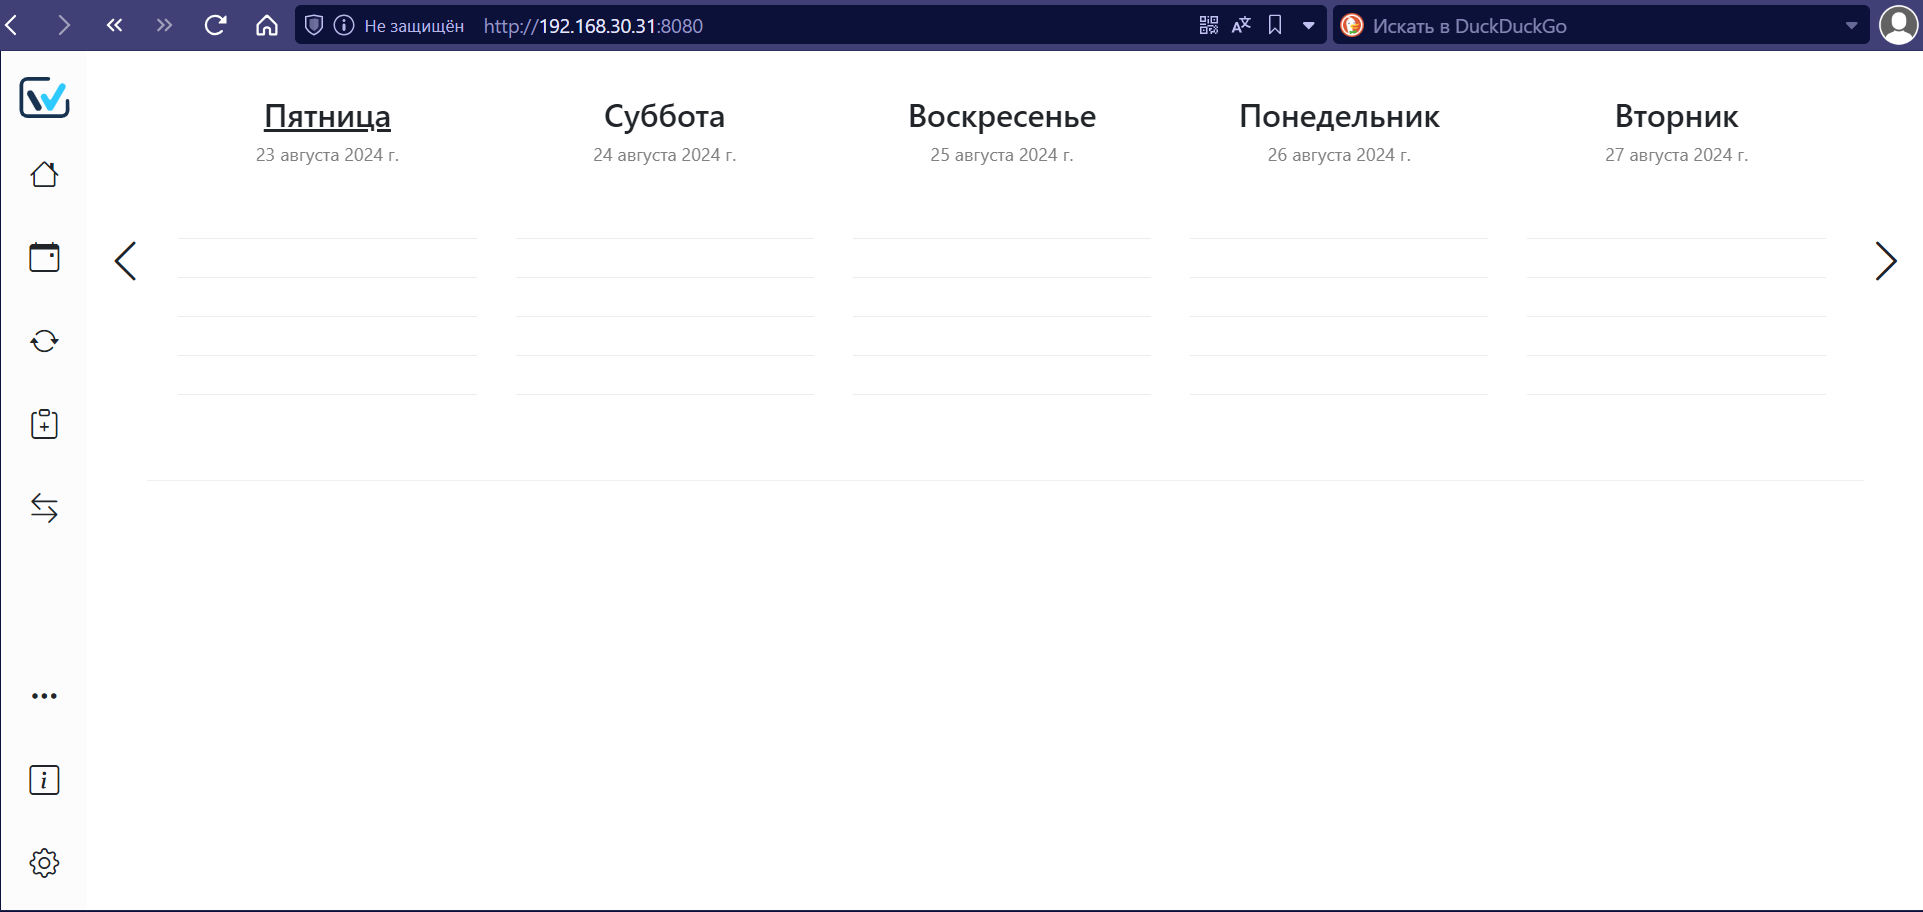 Не защищён http://192.168.30.31:8080 Искать в DuckDuckGo
Пятница Суббота Воскресенье Понедельник Вторник
23 августа 2024 г. 24 августа 2024 г. 25 августа 2024 г. 26 августа 2024 г. 27 августа 2024 г.